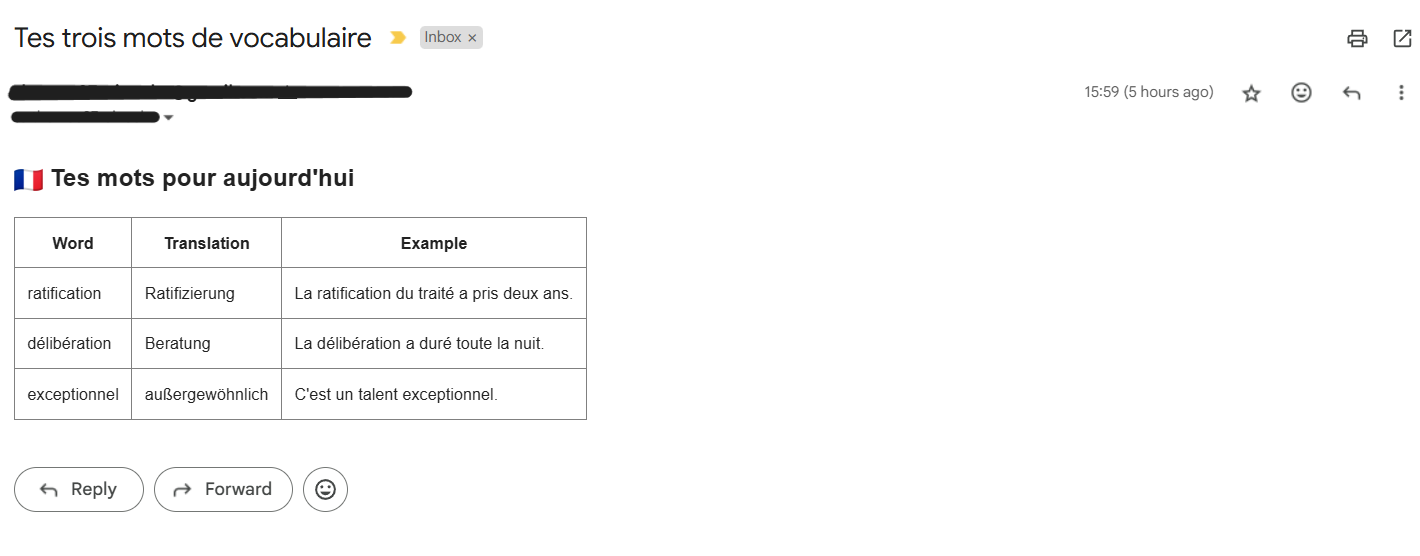 Tes trois mots de vocabulaire Inbox ×
15:59 (5 hours ago)
🇫🇷 Tes mots pour aujourd'hui
Word Translation Example
ratification Ratifizierung La ratification du traité a pris deux ans.
délibération Beratung La délibération a duré toute la nuit.
exceptionnel außergewöhnlich C'est un talent exceptionnel.
Reply Forward